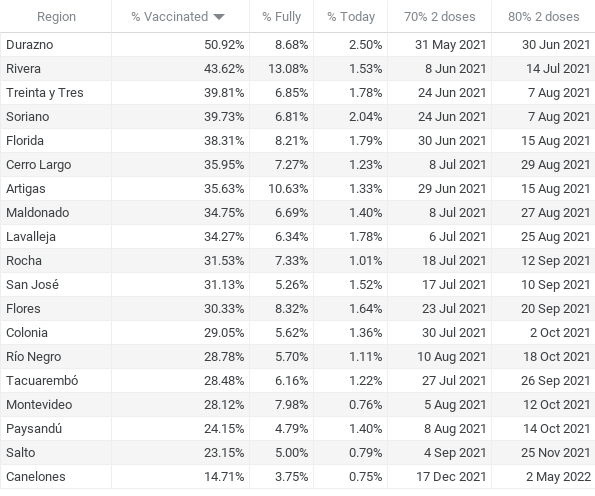 Region % Vaccinated % Fully % Today 70% 2 doses 80% 2 doses
Durazno 50.92% 8.68% 2.50% 31 May 2021 30 Jun 2021
Rivera 43.62% 13.08% 1.53% 8 Jun 2021 14 Jul 2021
Treinta y Tres 39.81% 6.85% 1.78% 24 Jun 2021 7 Aug 2021
Soriano 39.73% 6.81% 2.04% 24 Jun 2021 7 Aug 2021
Florida 38.31% 8.21% 1.79% 30 Jun 2021 15 Aug 2021
Cerro Largo 35.95% 7.27% 1.23% 8 Jul 2021 29 Aug 2021
Artigas 35.63% 10.63% 1.33% 29 Jun 2021 15 Aug 2021
Maldonado 34.75% 6.69% 1.40% 8 Jul 2021 27 Aug 2021
Lavalleja 34.27% 6.34% 1.78% 6 Jul 2021 25 Aug 2021
Rocha 31.53% 7.33% 1.01% 18 Jul 2021 12 Sep 2021
San José 31.13% 5.26% 1.52% 17 Jul 2021 10 Sep 2021
Flores 30.33% 8.32% 1.64% 23 Jul 2021 20 Sep 2021
Colonia 29.05% 5.62% 1.36% 30 Jul 2021 2 Oct 2021
Río Negro 28.78% 5.70% 1.11% 10 Aug 2021 18 Oct 2021
Tacuarembó 28.48% 6.16% 1.22% 27 Jul 2021 26 Sep 2021
Montevideo 28.12% 7.98% 0.76% 5 Aug 2021 12 Oct 2021
Paysandú 24.15% 4.79% 1.40% 8 Aug 2021 14 Oct 2021
Salto 23.15% 5.00% 0.79% 4 Sep 2021 25 Nov 2021
Canelones 14.71% 3.75% 0.75% 17 Dec 2021 2 May 2022